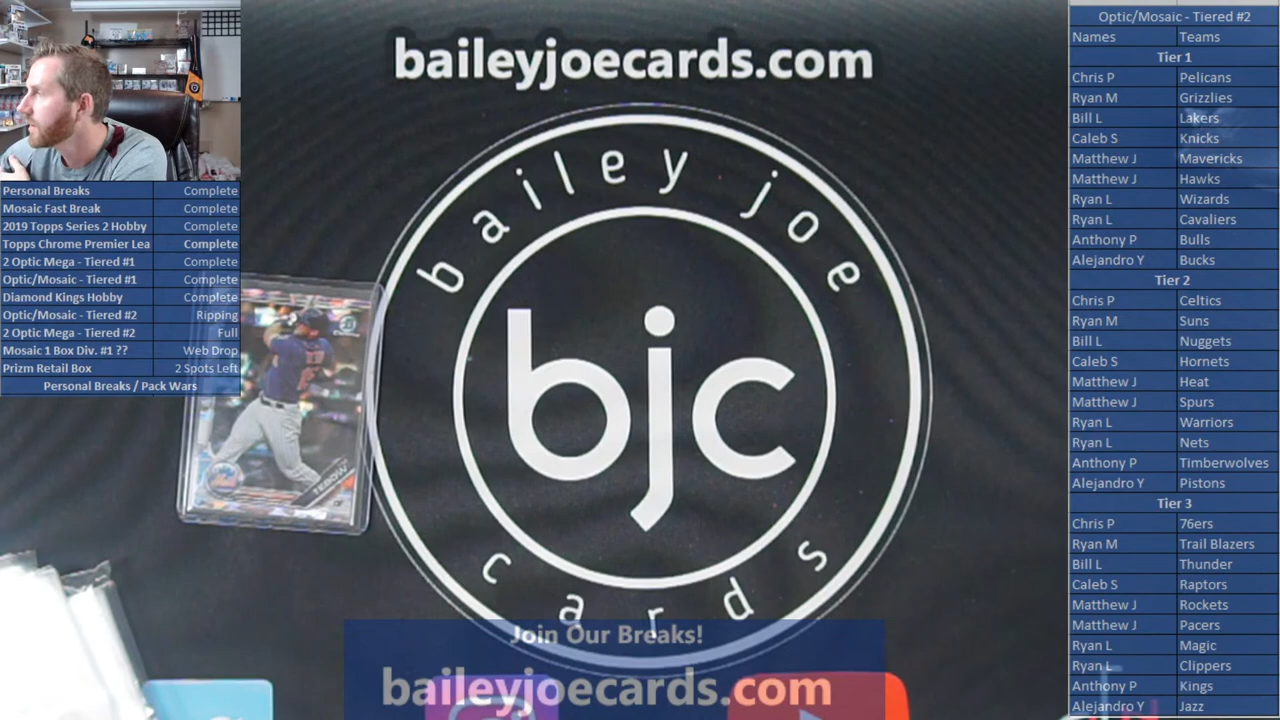 baileyjoecards.com
bailey joe
bjc
cards
TEBOW
Join Our Breaks!
baileyjoecards.com
Personal Breaks Complete
Mosaic Fast Break Complete
2019 Topps Series 2 Hobby Complete
Topps Chrome Premier Lea Complete
2 Optic Mega - Tiered #1 Complete
Optic/Mosaic - Tiered #1 Complete
Diamond Kings Hobby Complete
Optic/Mosaic - Tiered #2 Ripping
2 Optic Mega - Tiered #2 Full
Mosaic 1 Box Div. #1 ?? Web Drop
Prizm Retail Box 2 Spots Left
Personal Breaks / Pack Wars
Optic/Mosaic - Tiered #2
Names Teams
Tier 1
Chris P Pelicans
Ryan M Grizzlies
Bill L Lakers
Caleb S Knicks
Matthew J Mavericks
Matthew J Hawks
Ryan L Wizards
Ryan L Cavaliers
Anthony P Bulls
Alejandro Y Bucks
Tier 2
Chris P Celtics
Ryan M Suns
Bill L Nuggets
Caleb S Hornets
Matthew J Heat
Matthew J Spurs
Ryan L Warriors
Ryan L Nets
Anthony P Timberwolves
Alejandro Y Pistons
Tier 3
Chris P 76ers
Ryan M Trail Blazers
Bill L Thunder
Caleb S Raptors
Matthew J Rockets
Matthew J Pacers
Ryan L Magic
Ryan L Clippers
Anthony P Kings
Alejandro Y Jazz